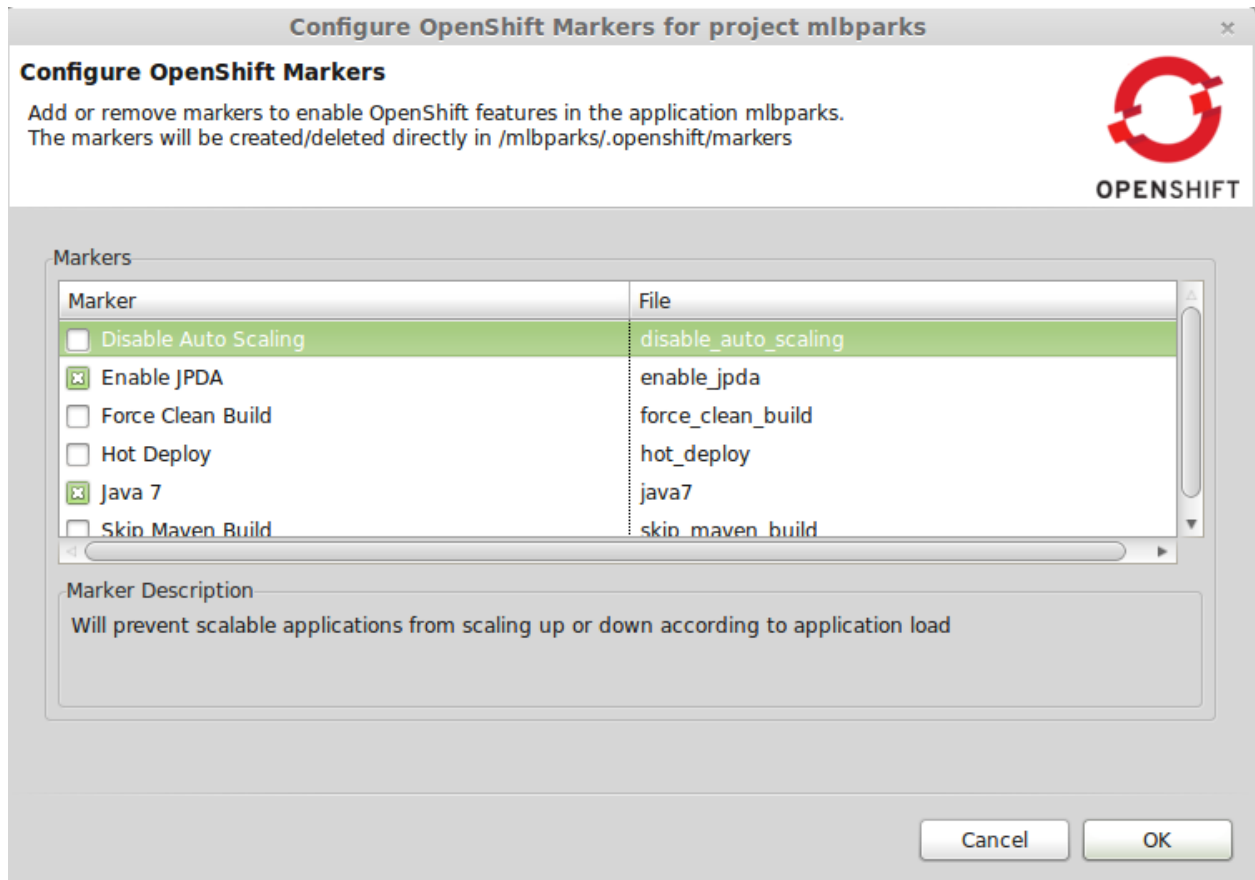 Configure OpenShift Markers for project mlbparks
Configure OpenShift Markers
Add or remove markers to enable OpenShift features in the application mlbparks.
The markers will be created/deleted directly in /mlbparks/.openshift/markers
OPENSHIFT
Markers
Marker File
Disable Auto Scaling disable_auto_scaling
Enable JPDA enable_jpda
Force Clean Build force_clean_build
Hot Deploy hot_deploy
Java 7 java7
Skip Maven Build skip_maven_build
Marker Description
Will prevent scalable applications from scaling up or down according to application load
Cancel OK